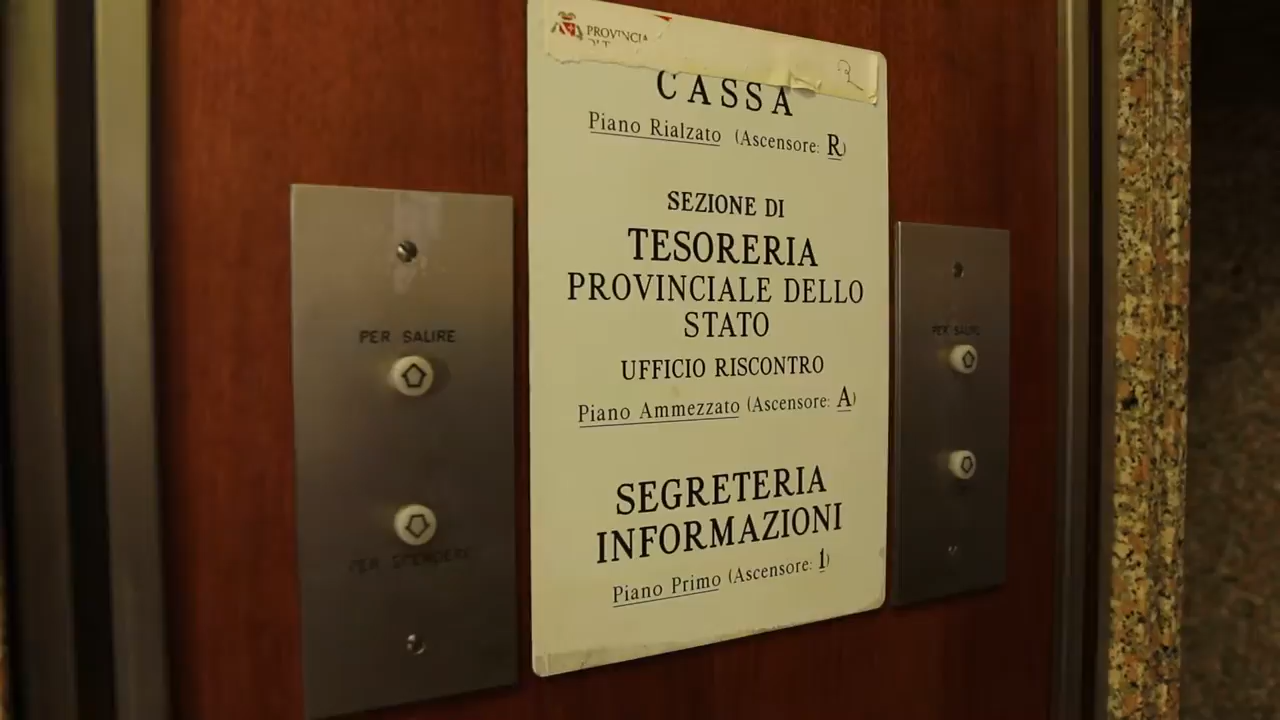 PROVINCIA
CASSA
Piano Rialzato (Ascensore: R)
SEZIONE DI
TESORERIA
PROVINCIALE DELLO
STATO
UFFICIO RISCONTRO
Piano Ammezzato (Ascensore: A)
SEGRETERIA
INFORMAZIONI
Piano Primo (Ascensore: 1)
PER SALIRE
PER SCENDERE
PER SALIRE